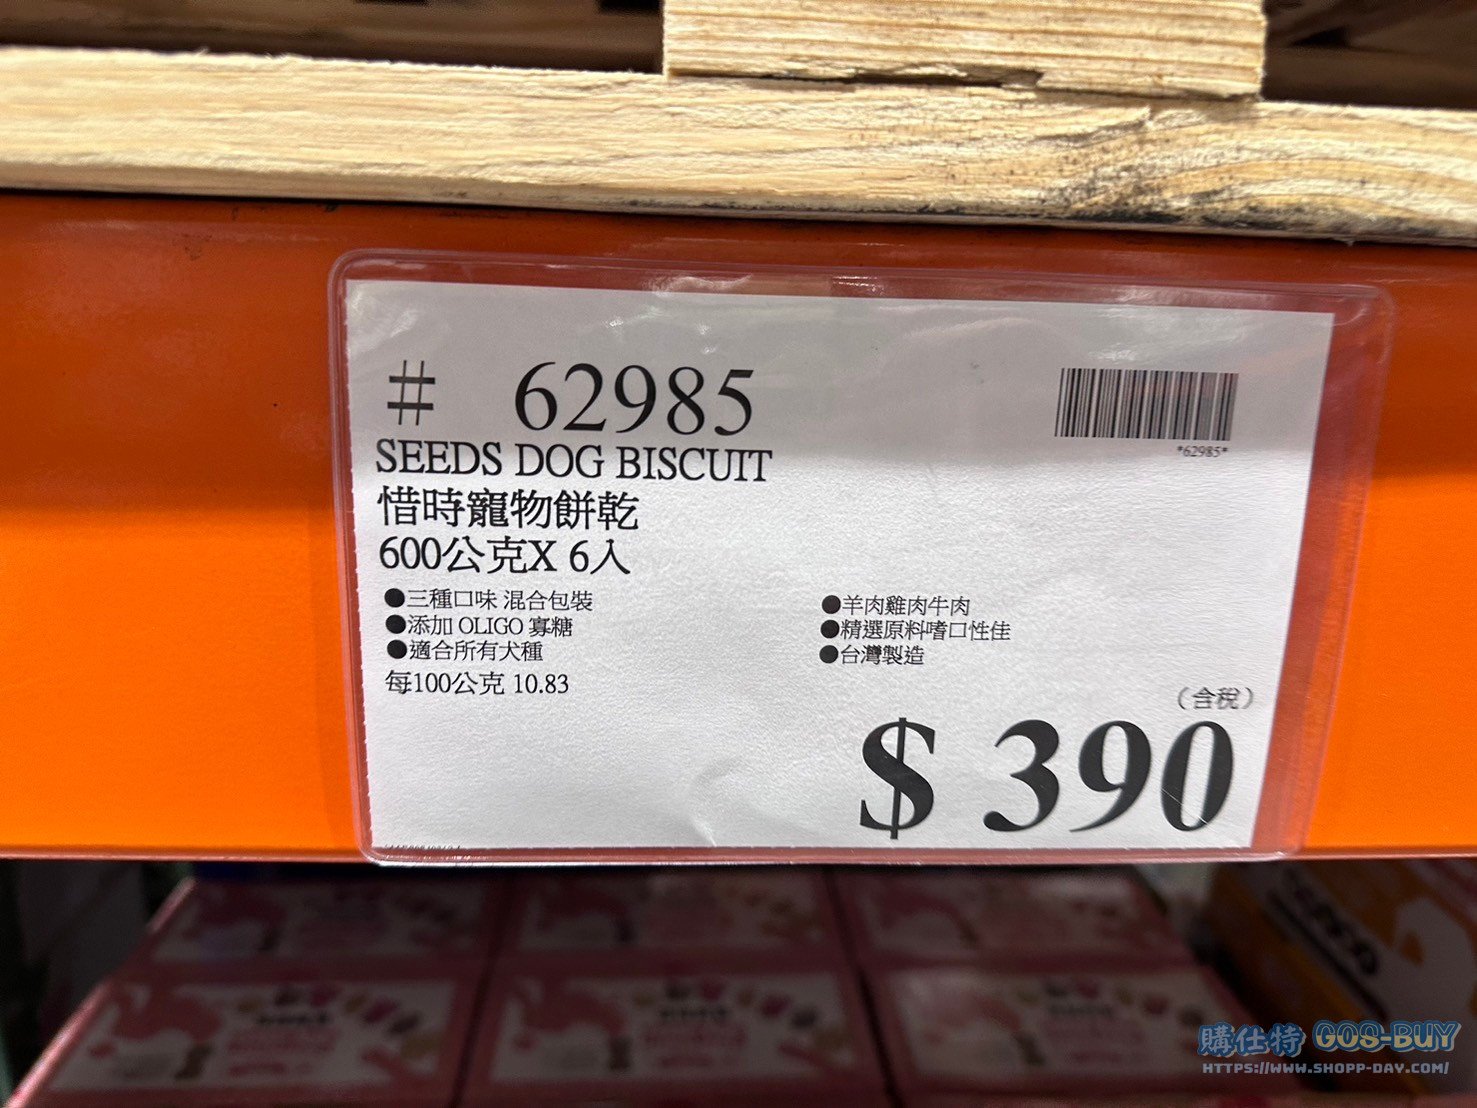 # 62985
*62985*
SEEDS DOG BISCUIT
惜時寵物餅乾
600公克X 6入
●三種口味 混合包裝
●添加 OLIGO 寡糖
●適合所有犬種
●羊肉雞肉牛肉
●精選原料嗜口性佳
●台灣製造
每100公克 10.83
(含稅)
$ 390
購仕特 GOS-BUY
HTTPS://WWW.SHOPP-DAY.COM/